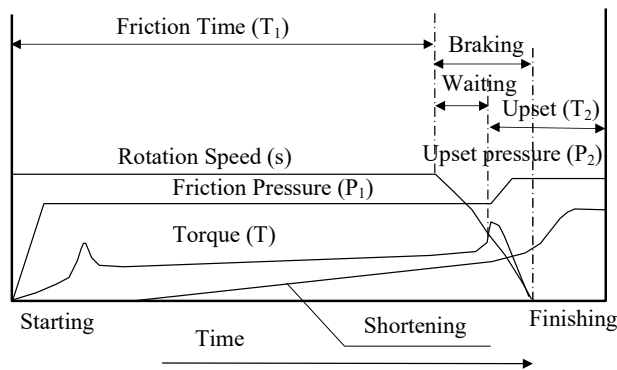 Friction Time (T₁)
Braking
Waiting
Upset (T₂)
Rotation Speed (s)
Upset pressure (P₂)
Friction Pressure (P₁)
Torque (T)
Starting
Shortening
Finishing
Time